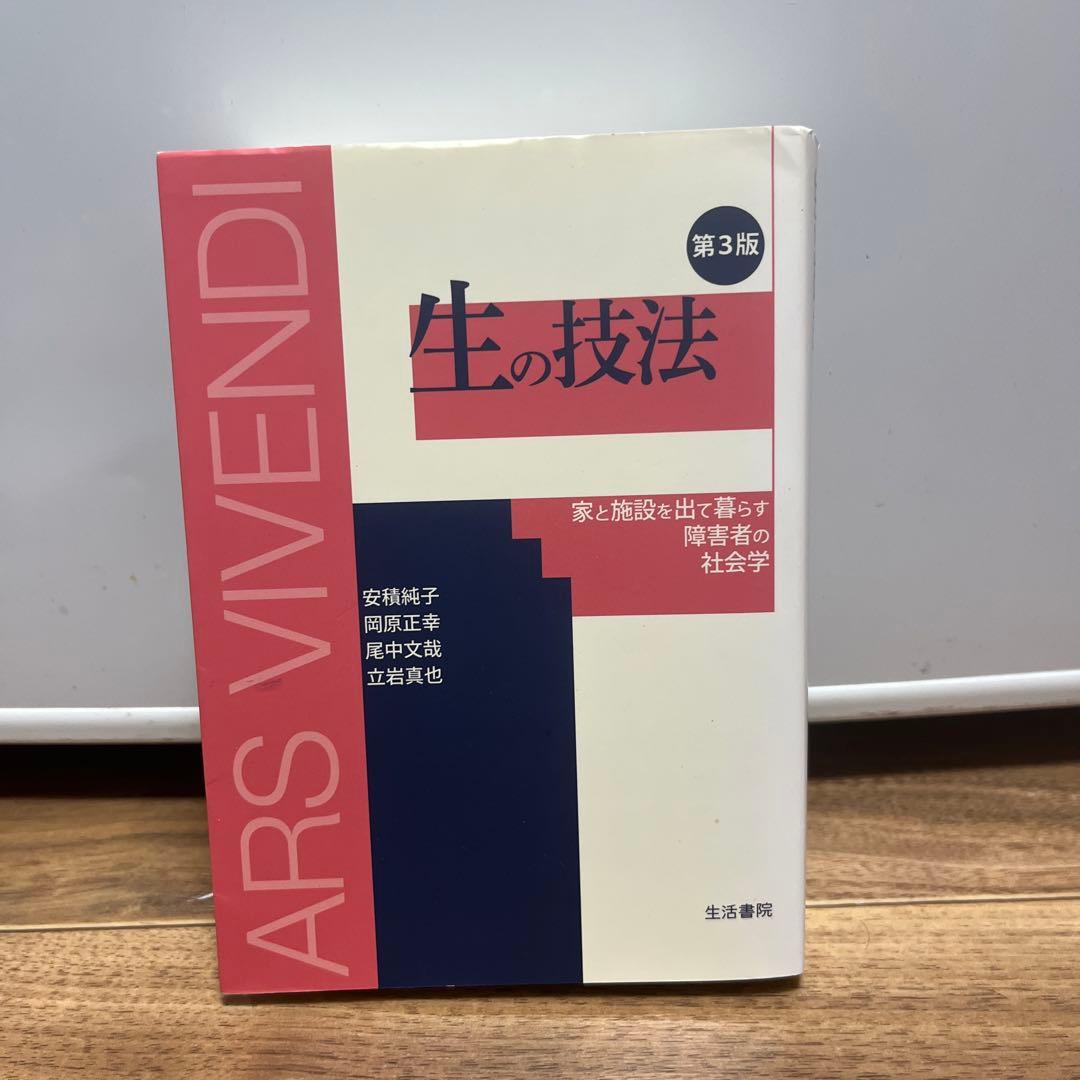 ARS VIVENDI
第3版
生の技法
家と施設を出て暮らす
障害者の
社会学
安積純子
岡原正幸
尾中文哉
立岩真也
生活書院